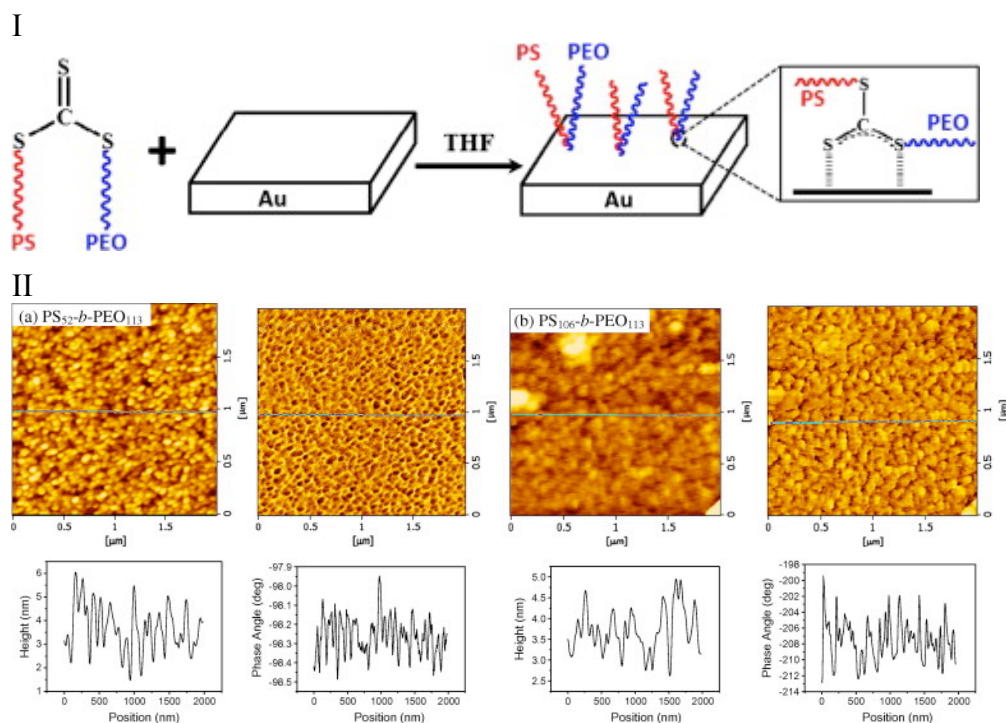 I
S
C
S S
PS PEO
+
Au
THF
PS PEO
Au
PS
S
C
S S
PEO
II
(a) PS52-b-PEO113
0 0.5 1 1.5
[µm]
0 0.5 1 1.5
[µm]
0 0.5 1 1.5
[µm]
0 0.5 1 1.5
[µm]
(b) PS106-b-PEO113
0 0.5 1 1.5
[µm]
0 0.5 1 1.5
[µm]
0 0.5 1 1.5
[µm]
0 0.5 1 1.5
[µm]
Height (nm)
6
5
4
3
2
1
0 500 1000 1500 2000
Position (nm)
Phase Angle (deg)
-97.9
-98.0
-98.1
-98.2
-98.3
-98.4
-98.5
0 500 1000 1500 2000
Position (nm)
Height (nm)
5.0
4.5
4.0
3.5
3.0
2.5
0 500 1000 1500 2000
Position (nm)
Phase Angle (deg)
-198
-200
-202
-204
-206
-208
-210
-212
-214
0 500 1000 1500 2000
Position (nm)